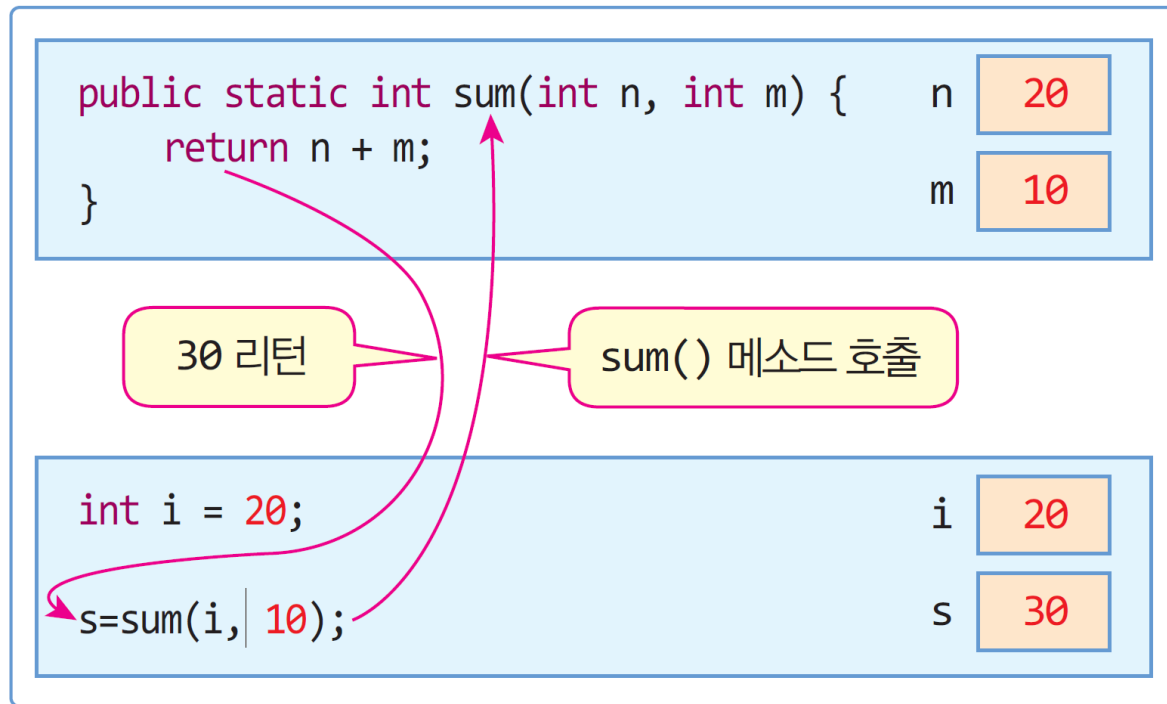 public static int sum(int n, int m) {
n 20
return n + m;
m 10
}
30 리턴
sum() 메소드 호출
int i = 20;
i 20
s=sum(i, 10);
s 30